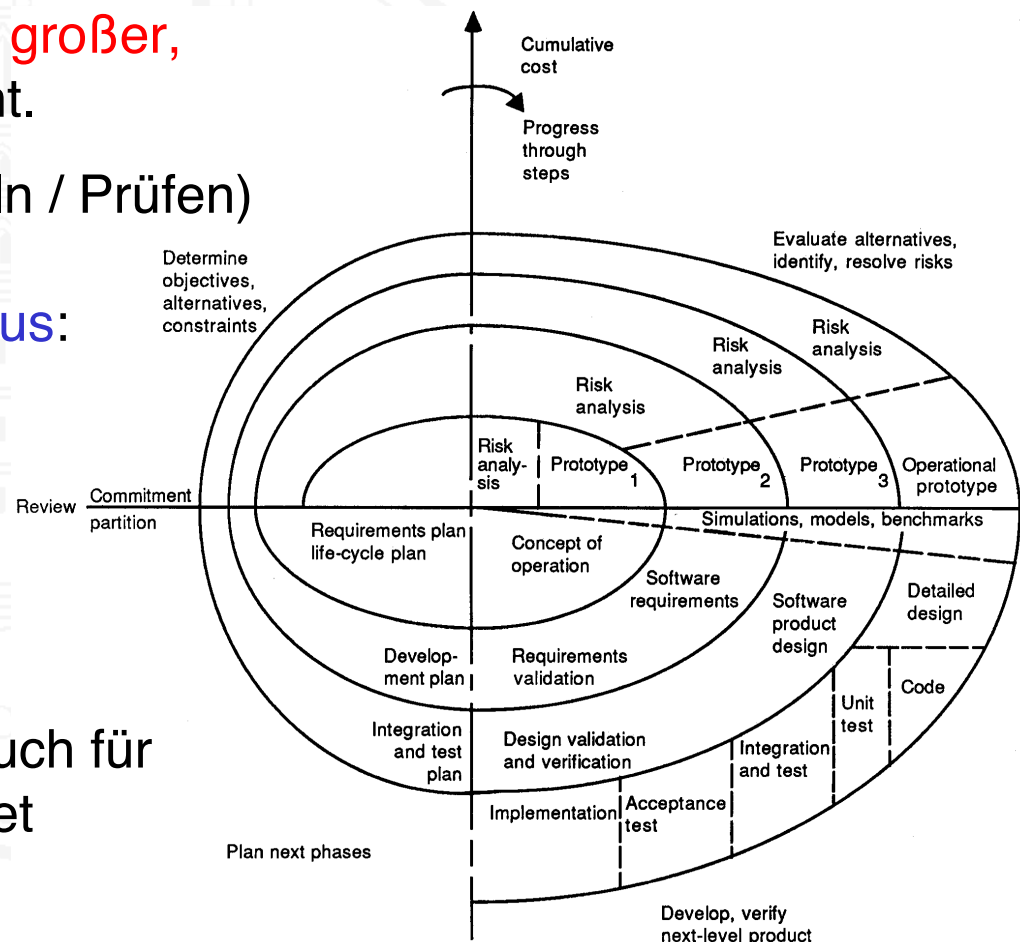 großer,
nt.
ln / Prüfen)
us:
uch für
et
Cumulative
cost
Progress
through
steps
Determine
objectives,
alternatives,
constraints
Evaluate alternatives,
identify, resolve risks
Risk
analysis
Risk
analysis
Risk
analysis
Risk
analy-
sis
Prototype
1
Prototype
2
Prototype
3
Operational
prototype
Review
Commitment
partition
Simulations, models, benchmarks
Requirements plan
life-cycle plan
Concept of
operation
Software
requirements
Software
product
design
Detailed
design
Develop-
ment plan
Requirements
validation
Code
Unit
test
Integration
and test
plan
Design validation
and verification
Integration
and test
Implementation
Acceptance
test
Plan next phases
Develop, verify
next-level product